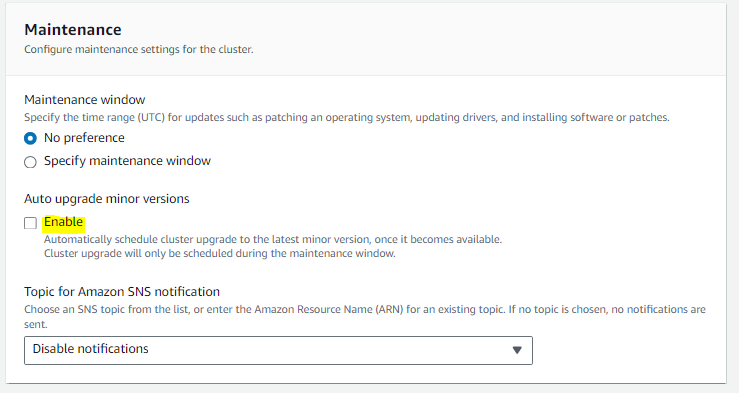 Maintenance
Configure maintenance settings for the cluster.
Maintenance window
Specify the time range (UTC) for updates such as patching an operating system, updating drivers, and installing software or patches.
No preference
Specify maintenance window
Auto upgrade minor versions
Enable
Automatically schedule cluster upgrade to the latest minor version, once it becomes available.
Cluster upgrade will only be scheduled during the maintenance window.
Topic for Amazon SNS notification
Choose an SNS topic from the list, or enter the Amazon Resource Name (ARN) for an existing topic. If no topic is chosen, no notifications are
sent.
Disable notifications